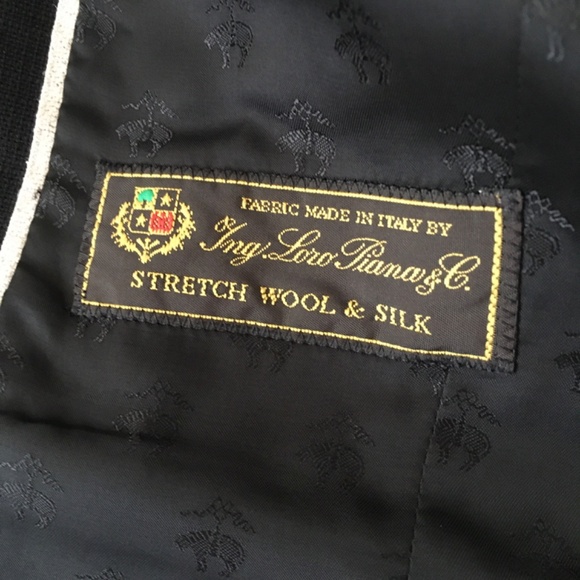 FABRIC MADE IN ITALY BY
Ing. Loro Piana & C.
STRETCH WOOL & SILK